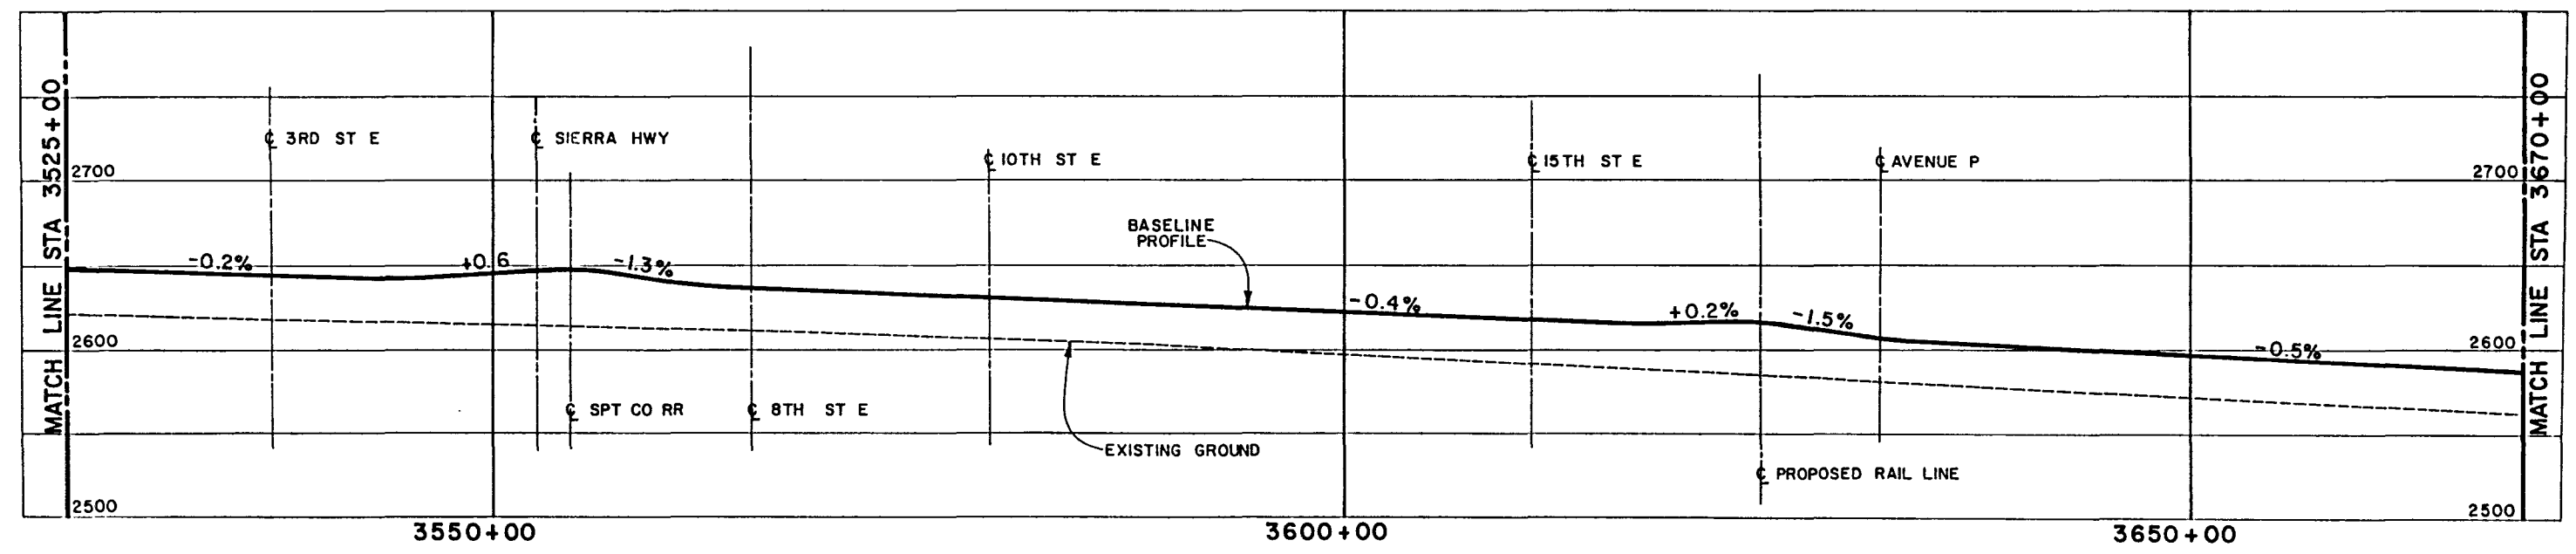 MATCH LINE STA 3525+00
℄ 3RD ST E
℄ SIERRA HWY
℄ 10TH ST E
℄ 15TH ST E
℄ AVENUE P
MATCH LINE STA 3670+00
2700
2700
BASELINE
PROFILE
-0.2%
+0.6
-1.3%
-0.4%
+0.2%
-1.5%
-0.5%
2600
2600
℄ SPT CO RR
℄ 8TH ST E
EXISTING GROUND
℄ PROPOSED RAIL LINE
2500
2500
3550+00
3600+00
3650+00